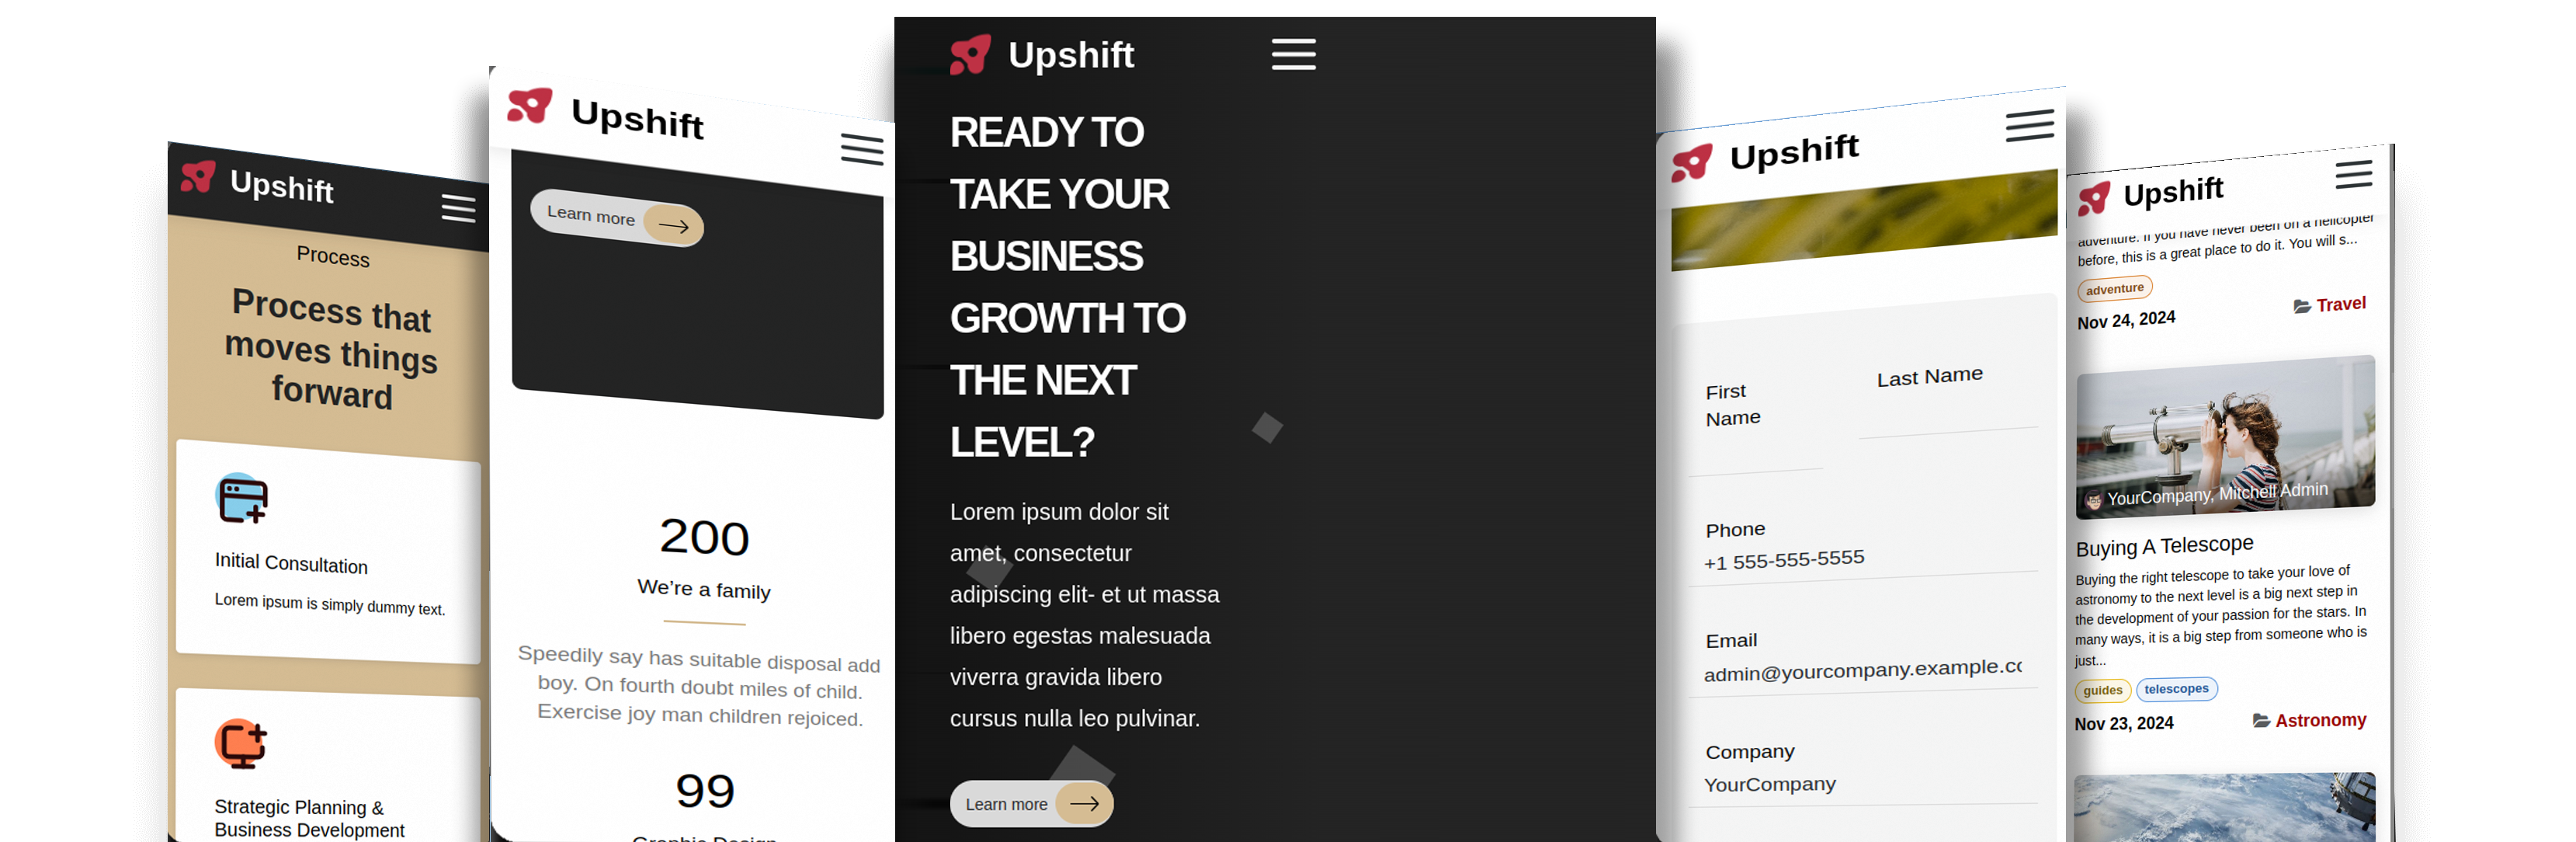 Upshift
Process
Process that
moves things
forward
Initial Consultation
Lorem ipsum is simply dummy text.
Strategic Planning &
Business Development
Upshift
Learn more
200
We're a family
Speedily say has suitable disposal add
boy. On fourth doubt miles of child.
Exercise joy man children rejoiced.
99
Graphic Design
Upshift
READY TO
TAKE YOUR
BUSINESS
GROWTH TO
THE NEXT
LEVEL?
Lorem ipsum dolor sit
amet, consectetur
adipiscing elit- et ut massa
libero egestas malesuada
viverra gravida libero
cursus nulla leo pulvinar.
Learn more
Upshift
First
Name
Last Name
Phone
+1 555-555-5555
Email
admin@yourcompany.example.cc
Company
YourCompany
Upshift
adventure. If you have never been on a helicopter
before, this is a great place to do it. You will s...
adventure
Nov 24, 2024
Travel
YourCompany, Mitchell Admin
Buying A Telescope
Buying the right telescope to take your love of
astronomy to the next level is a big next step in
the development of your passion for the stars. In
many ways, it is a big step from someone who is
just...
guides telescopes
Nov 23, 2024
Astronomy